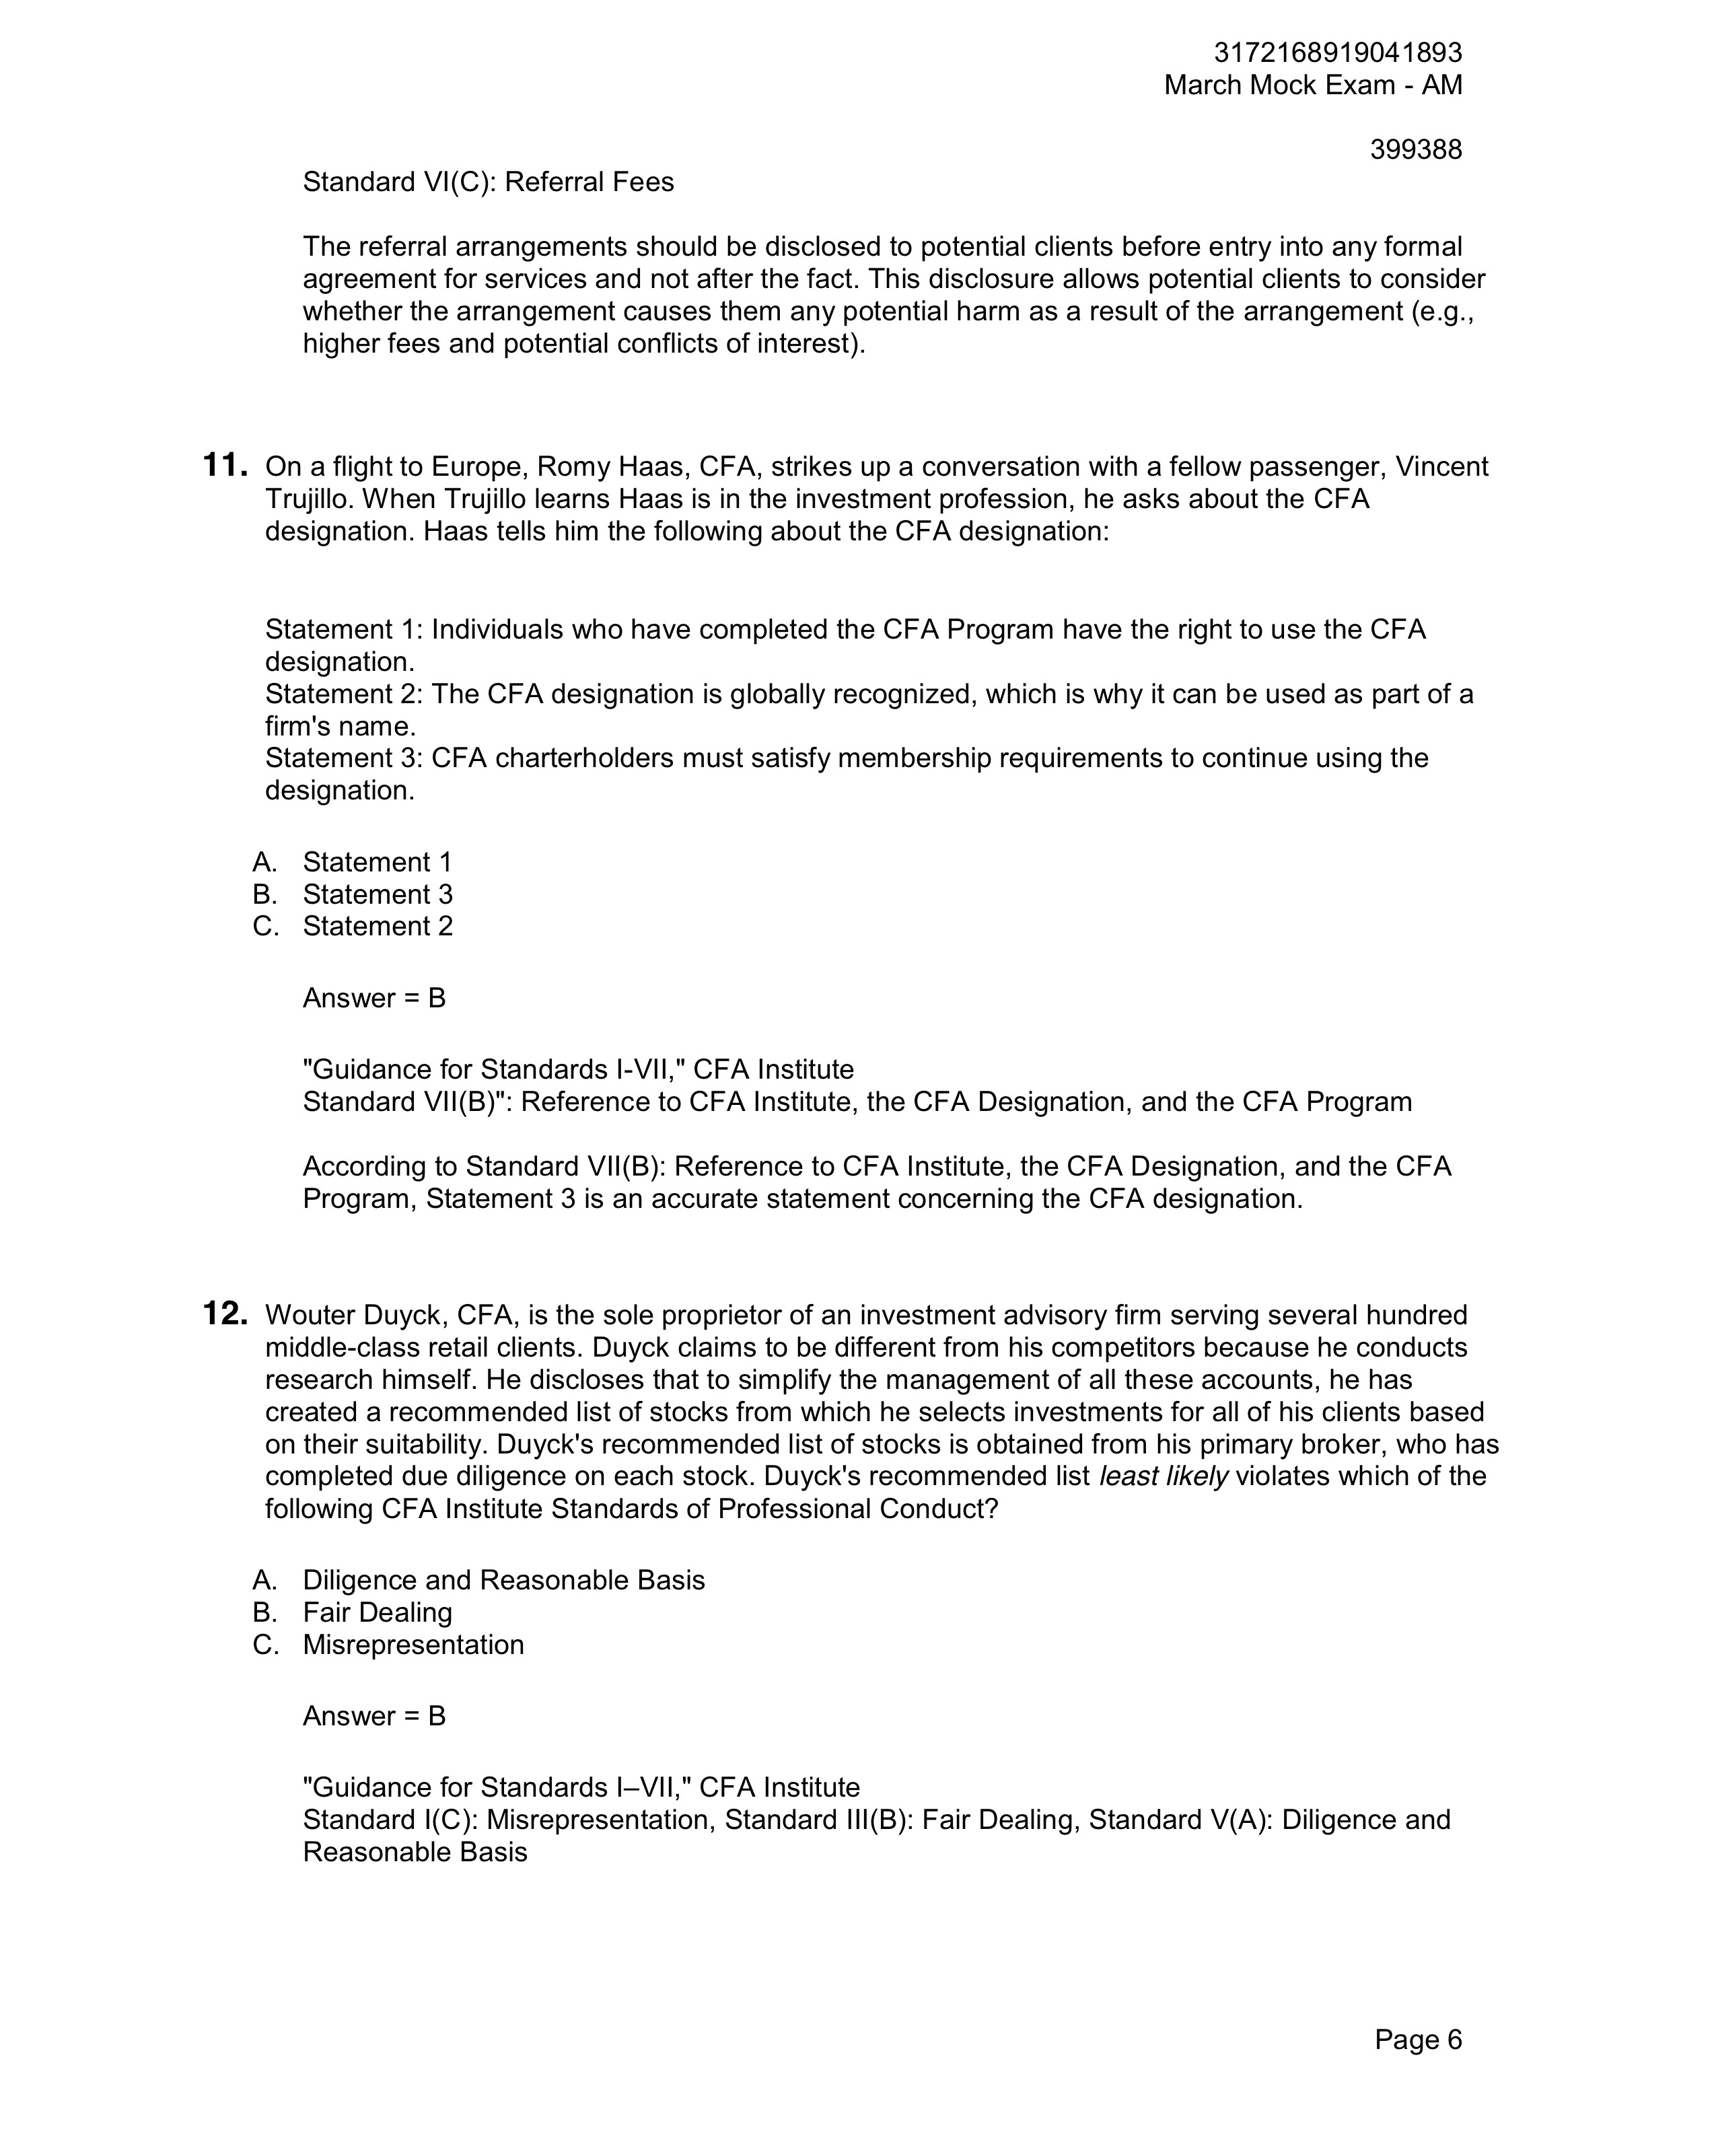 3172168919041893
March Mock Exam - AM
399388
Standard VI(C): Referral Fees
The referral arrangements should be disclosed to potential clients before entry into any formal
agreement for services and not after the fact. This disclosure allows potential clients to consider
whether the arrangement causes them any potential harm as a result of the arrangement (e.g.,
higher fees and potential conflicts of interest).
11. On a flight to Europe, Romy Haas, CFA, strikes up a conversation with a fellow passenger, Vincent
Trujillo. When Trujillo learns Haas is in the investment profession, he asks about the CFA
designation. Haas tells him the following about the CFA designation:
Statement 1: Individuals who have completed the CFA Program have the right to use the CFA
designation.
Statement 2: The CFA designation is globally recognized, which is why it can be used as part of a
firm's name.
Statement 3: CFA charterholders must satisfy membership requirements to continue using the
designation.
A. Statement 1
B. Statement 3
C. Statement 2
Answer = B
"Guidance for Standards I-VII," CFA Institute
Standard VII(B)": Reference to CFA Institute, the CFA Designation, and the CFA Program
According to Standard VII(B): Reference to CFA Institute, the CFA Designation, and the CFA
Program, Statement 3 is an accurate statement concerning the CFA designation.
12. Wouter Duyck, CFA, is the sole proprietor of an investment advisory firm serving several hundred
middle-class retail clients. Duyck claims to be different from his competitors because he conducts
research himself. He discloses that to simplify the management of all these accounts, he has
created a recommended list of stocks from which he selects investments for all of his clients based
on their suitability. Duyck's recommended list of stocks is obtained from his primary broker, who has
completed due diligence on each stock. Duyck's recommended list least likely violates which of the
following CFA Institute Standards of Professional Conduct?
A. Diligence and Reasonable Basis
B. Fair Dealing
C. Misrepresentation
Answer = B
"Guidance for Standards I–VII," CFA Institute
Standard I(C): Misrepresentation, Standard III(B): Fair Dealing, Standard V(A): Diligence and
Reasonable Basis
Page 6